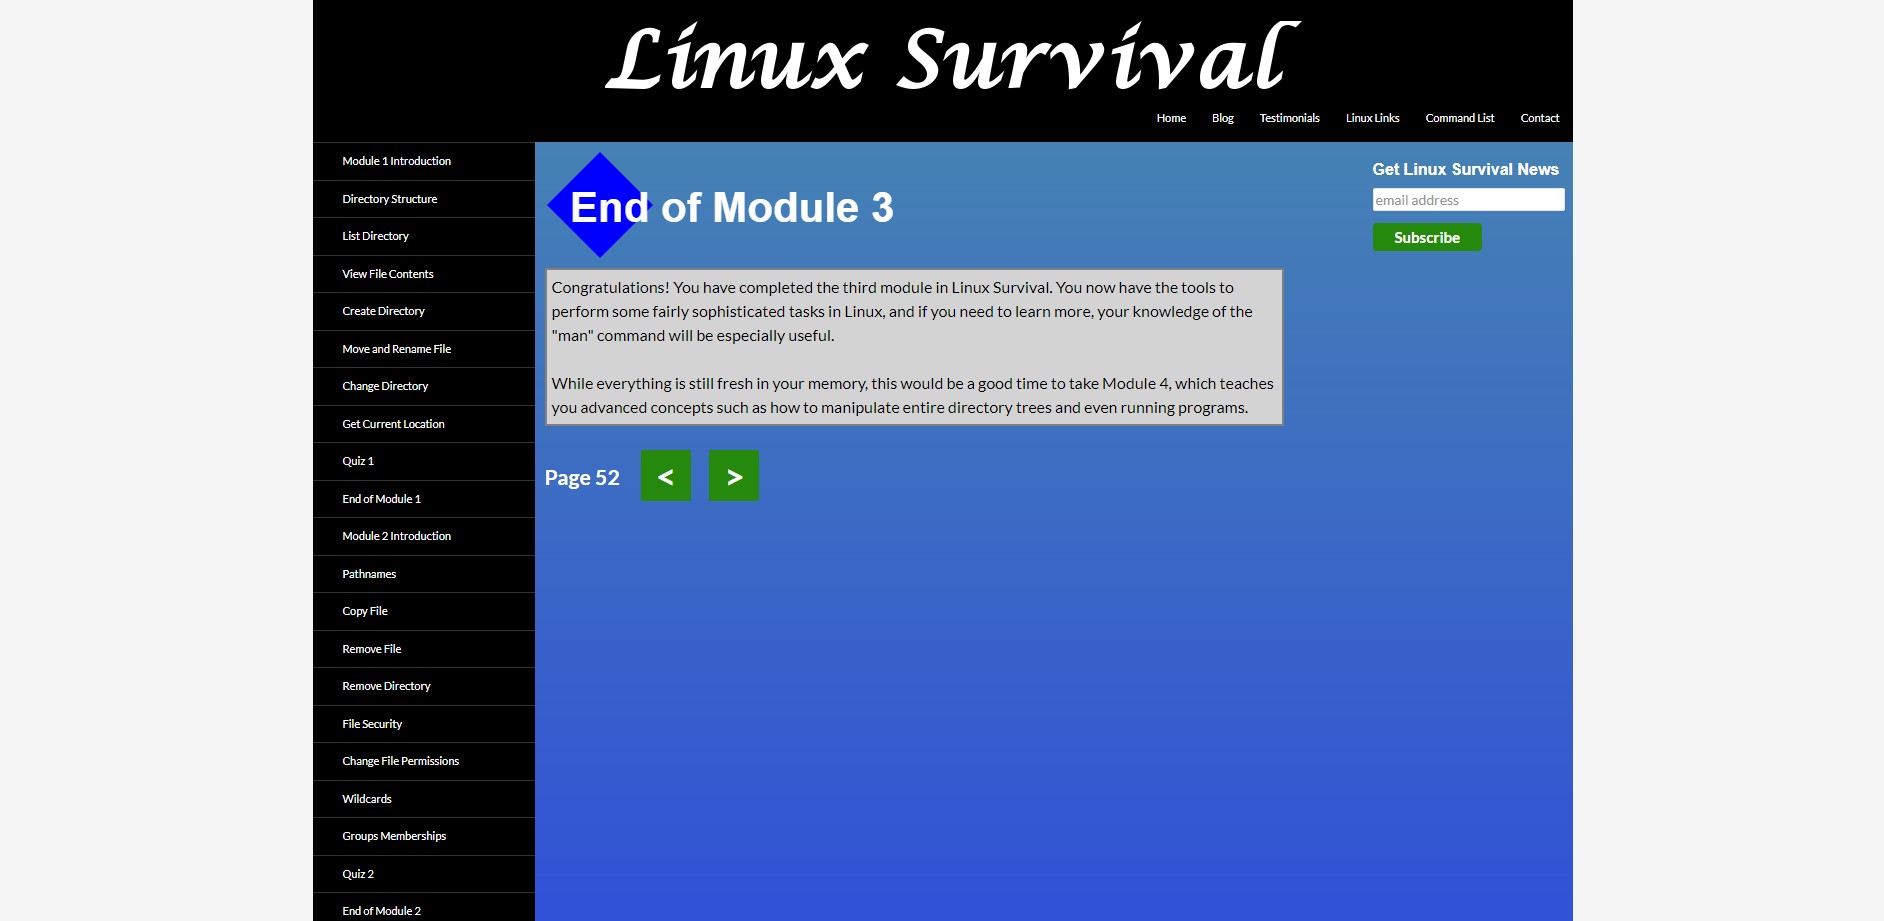 Linux Survival
Home
Blog
Testimonials
Linux Links
Command List
Contact
Module 1 Introduction
Directory Structure
List Directory
View File Contents
Create Directory
Move and Rename File
Change Directory
Get Current Location
Quiz 1
End of Module 1
Module 2 Introduction
Pathnames
Copy File
Remove File
Remove Directory
File Security
Change File Permissions
Wildcards
Groups Memberships
Quiz 2
End of Module 2
End of Module 3
Congratulations! You have completed the third module in Linux Survival. You now have the tools to
perform some fairly sophisticated tasks in Linux, and if you need to learn more, your knowledge of the
"man" command will be especially useful.
While everything is still fresh in your memory, this would be a good time to take Module 4, which teaches
you advanced concepts such as how to manipulate entire directory trees and even running programs.
Page 52
<
>
Get Linux Survival News
email address
Subscribe